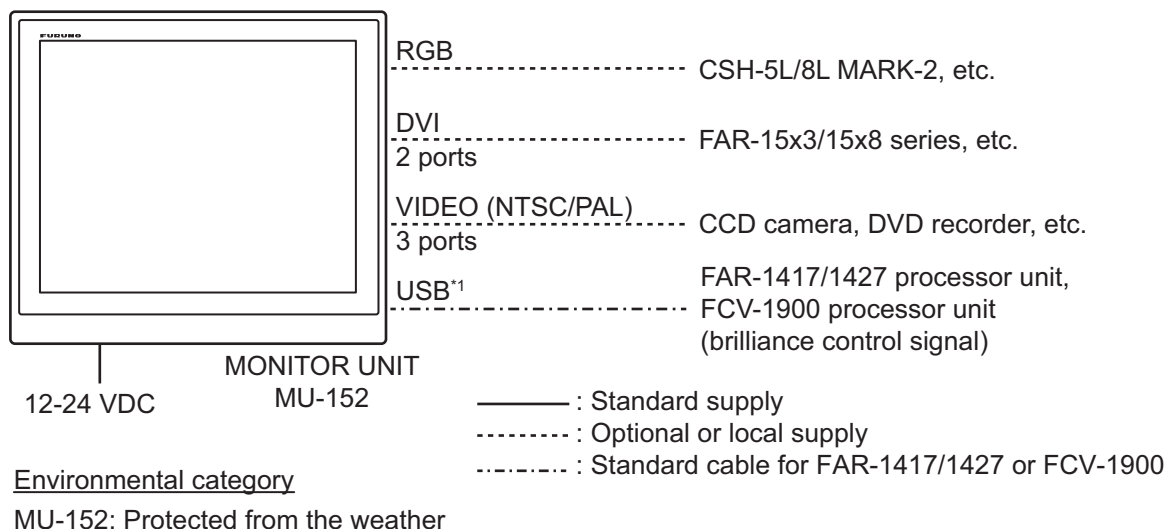 FURUNO
RGB
CSH-5L/8L MARK-2, etc.
DVI
2 ports
FAR-15x3/15x8 series, etc.
VIDEO (NTSC/PAL)
3 ports
CCD camera, DVD recorder, etc.
USB*1
FAR-1417/1427 processor unit,
FCV-1900 processor unit
(brilliance control signal)
12-24 VDC
MONITOR UNIT
MU-152
: Standard supply
: Optional or local supply
: Standard cable for FAR-1417/1427 or FCV-1900
Environmental category
MU-152: Protected from the weather